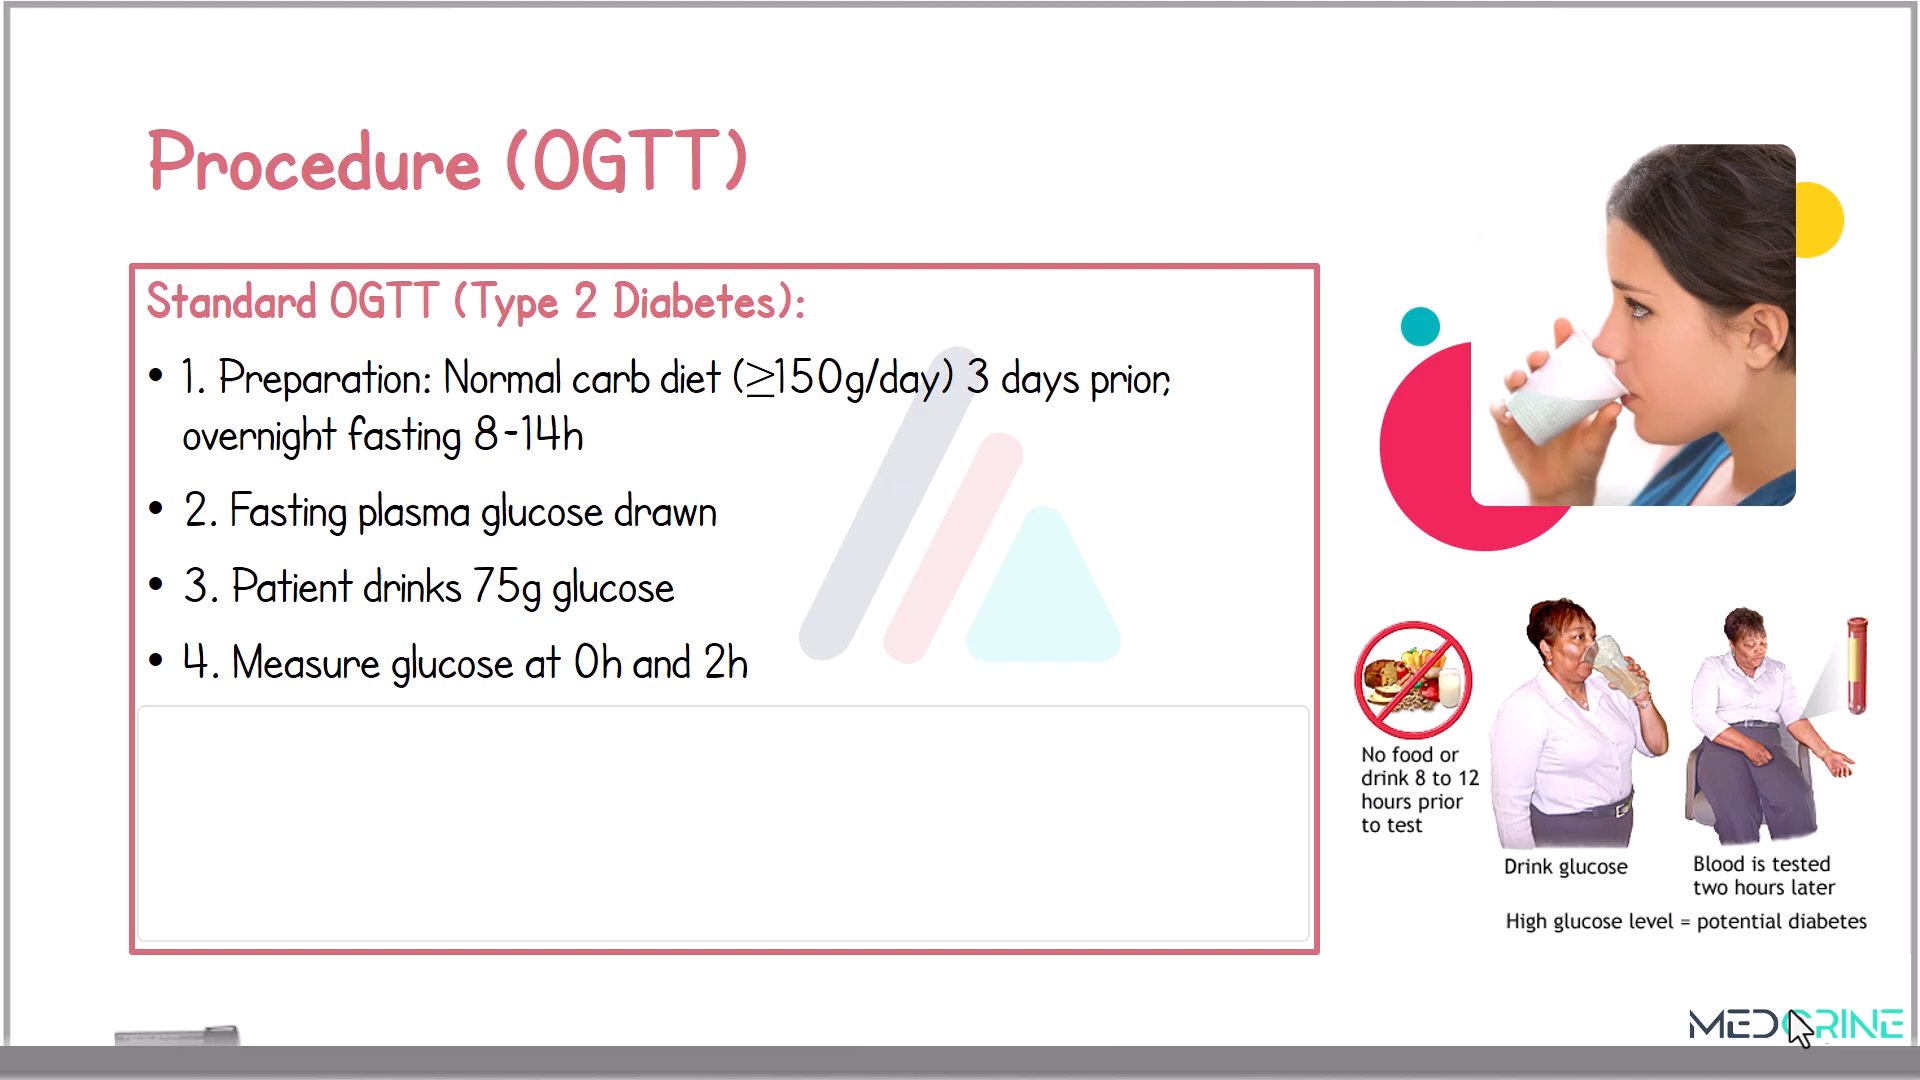 Procedure (OGTT)
Standard OGTT (Type 2 Diabetes):
• 1. Preparation: Normal carb diet (≥150g/day) 3 days prior;
overnight fasting 8-14h
• 2. Fasting plasma glucose drawn
• 3. Patient drinks 75g glucose
• 4. Measure glucose at 0h and 2h
No food or
drink 8 to 12
hours prior
to test
Drink glucose
Blood is tested
two hours later
High glucose level = potential diabetes
MEDCRINE